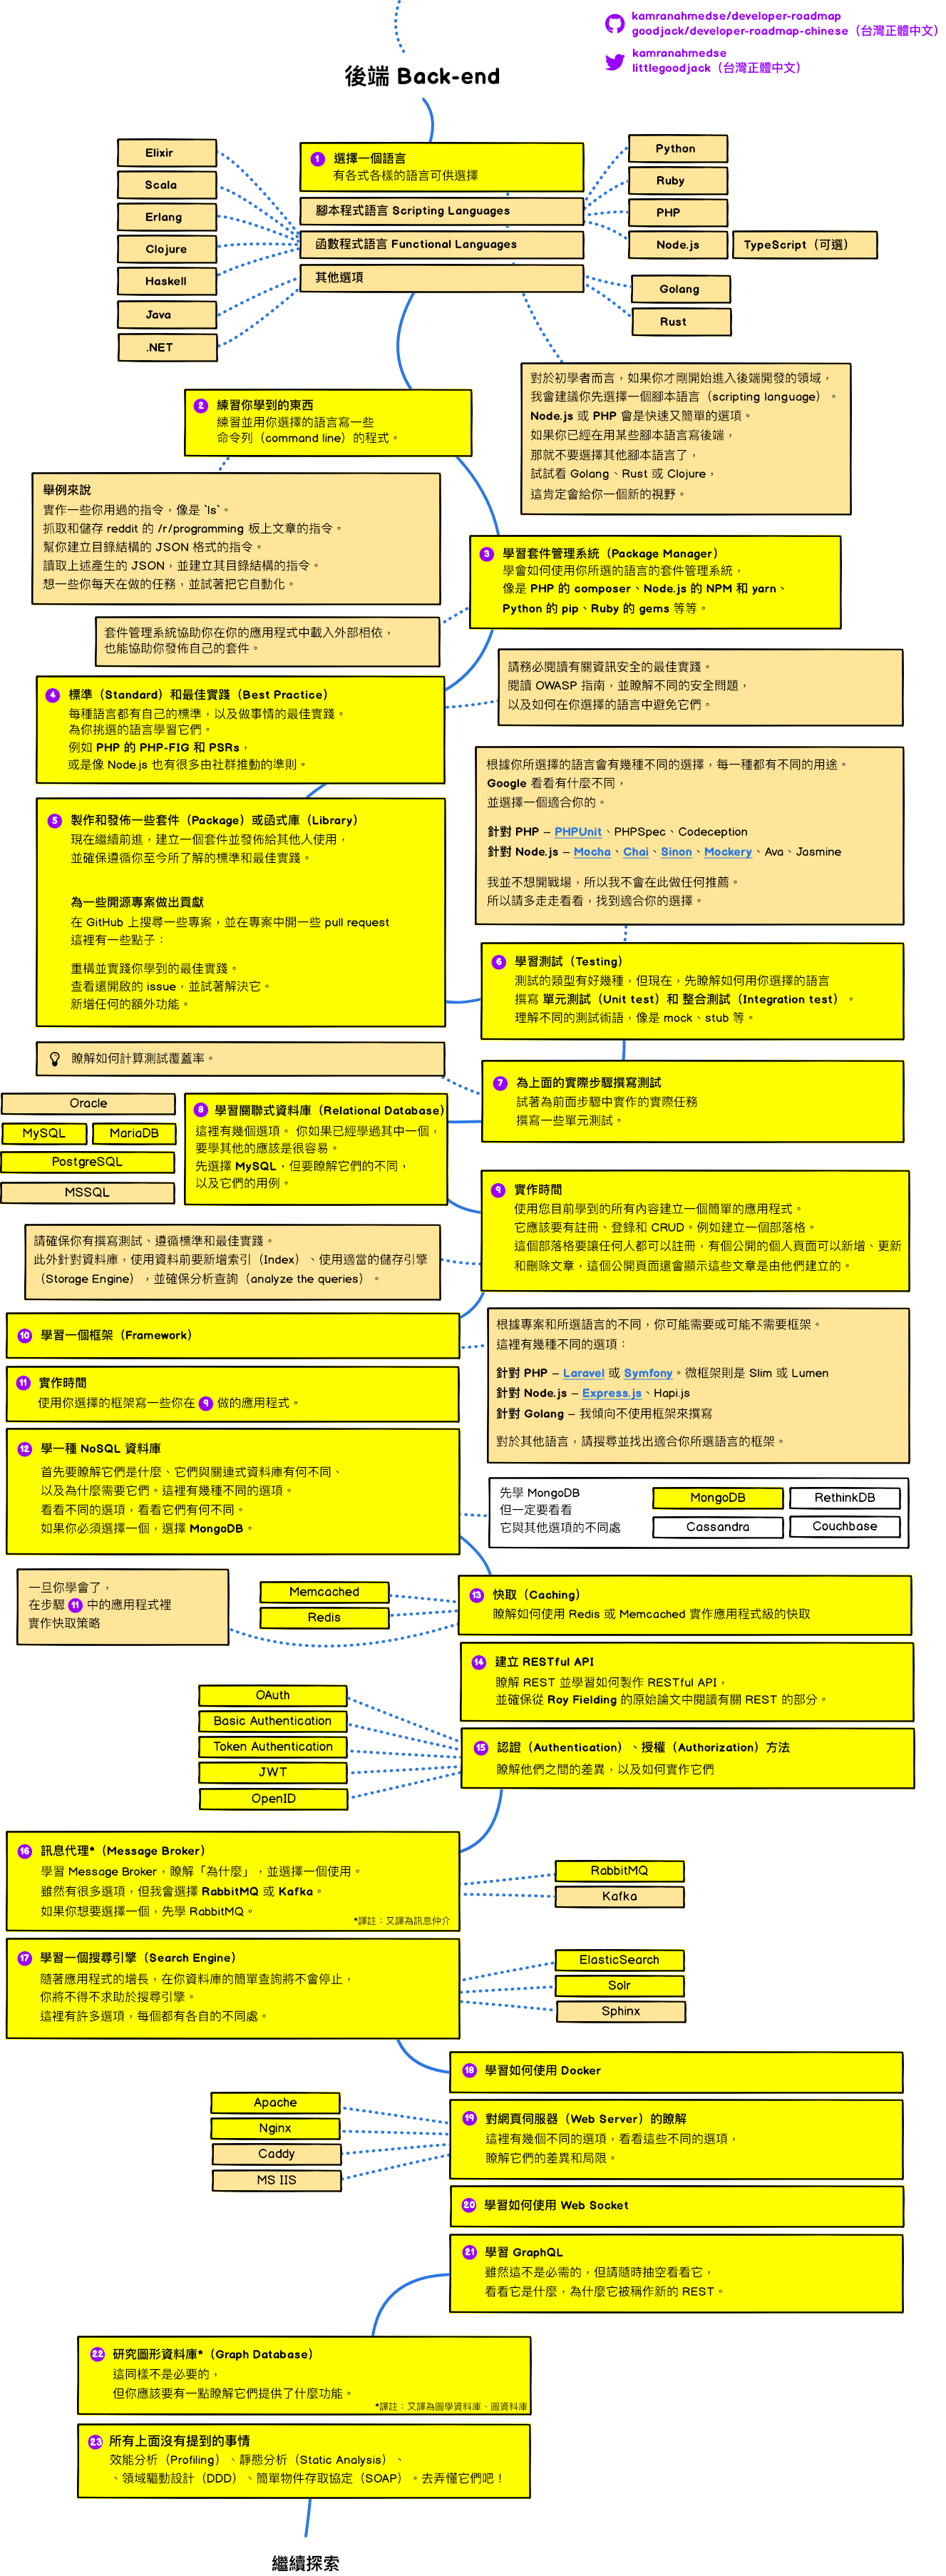 kamranahmedse/developer-roadmap
goodjack/developer-roadmap-chinese（台灣正體中文）
kamranahmedse
littlegoodjack（台灣正體中文）
後端 Back-end
1 選擇一個語言
有各式各樣的語言可供選擇
腳本程式語言 Scripting Languages
函數程式語言 Functional Languages
其他選項
Elixir
Scala
Erlang
Clojure
Haskell
Java
.NET
Python
Ruby
PHP
Node.js
TypeScript（可選）
Golang
Rust
對於初學者而言，如果你才剛開始進入後端開發的領域，
我會建議你先選擇一個腳本語言（scripting language）。
Node.js 或 PHP 會是快速又簡單的選項。
如果你已經在用某些腳本語言寫後端，
那就不要選擇其他腳本語言了，
試試看 Golang、Rust 或 Clojure，
這肯定會給你一個新的視野。
2 練習你學到的東西
練習並用你選擇的語言寫一些
命令列（command line）的程式。
舉例來說
實作一些你用過的指令，像是 `ls`。
抓取和儲存 reddit 的 /r/programming 板上文章的指令。
幫你建立目錄結構的 JSON 格式的指令。
讀取上述產生的 JSON，並建立其目錄結構的指令。
想一些你每天在做的任務，並試著把它自動化。
3 學習套件管理系統（Package Manager）
學會如何使用你所選的語言的套件管理系統，
像是 PHP 的 composer、Node.js 的 NPM 和 yarn、
Python 的 pip、Ruby 的 gems 等等。
套件管理系統協助你在你的應用程式中載入外部相依，
也能協助你發佈自己的套件。
4 標準（Standard）和最佳實踐（Best Practice）
每種語言都有自己的標準，以及做事情的最佳實踐。
為你挑選的語言學習它們。
例如 PHP 的 PHP-FIG 和 PSRs，
或是像 Node.js 也有很多由社群推動的準則。
請務必閱讀有關資訊安全的最佳實踐。
閱讀 OWASP 指南，並瞭解不同的安全問題，
以及如何在你選擇的語言中避免它們。
5 製作和發佈一些套件（Package）或函式庫（Library）
現在繼續前進，建立一個套件並發佈給其他人使用，
並確保遵循你至今所了解的標準和最佳實踐。
為一些開源專案做出貢獻
在 GitHub 上搜尋一些專案，並在專案中開一些 pull request
這裡有一些點子：
重構並實踐你學到的最佳實踐。
查看還開啟的 issue，並試著解決它。
新增任何的額外功能。
根據你所選擇的語言會有幾種不同的選擇，每一種都有不同的用途。
Google 看看有什麼不同，
並選擇一個適合你的。
針對 PHP – PHPUnit、PHPSpec、Codeception
針對 Node.js – Mocha、Chai、Sinon、Mockery、Ava、Jasmine
我並不想開戰場，所以我不會在此做任何推薦。
所以請多走走看看，找到適合你的選擇。
6 學習測試（Testing）
測試的類型有好幾種，但現在，先瞭解如何用你選擇的語言
撰寫 單元測試（Unit test）和 整合測試（Integration test）。
理解不同的測試術語，像是 mock、stub 等。
瞭解如何計算測試覆蓋率。
7 為上面的實際步驟撰寫測試
試著為前面步驟中實作的實際任務
撰寫一些單元測試。
Oracle
MySQL
MariaDB
PostgreSQL
MSSQL
8 學習關聯式資料庫（Relational Database）
這裡有幾個選項。 你如果已經學過其中一個，
要學其他的應該是很容易。
先選擇 MySQL，但要瞭解它們的不同，
以及它們的用例。
9 實作時間
使用您目前學到的所有內容建立一個簡單的應用程式。
它應該要有註冊、登錄和 CRUD。例如建立一個部落格。
這個部落格要讓任何人都可以註冊，有個公開的個人頁面可以新增、更新
和刪除文章，這個公開頁面還會顯示這些文章是由他們建立的。
請確保你有撰寫測試、遵循標準和最佳實踐。
此外針對資料庫，使用資料前要新增索引（Index）、使用適當的儲存引擎
（Storage Engine），並確保分析查詢（analyze the queries）。
10 學習一個框架（Framework）
根據專案和所選語言的不同，你可能需要或可能不需要框架。
這裡有幾種不同的選項：
針對 PHP – Laravel 或 Symfony。微框架則是 Slim 或 Lumen
針對 Node.js – Express.js、Hapi.js
針對 Golang – 我傾向不使用框架來撰寫
對於其他語言，請搜尋並找出適合你所選語言的框架。
11 實作時間
使用你選擇的框架寫一些你在 9 做的應用程式。
12 學一種 NoSQL 資料庫
首先要瞭解它們是什麼、它們與關連式資料庫有何不同、
以及為什麼需要它們。這裡有幾種不同的選項。
看看不同的選項，看看它們有何不同。
如果你必須選擇一個，選擇 MongoDB。
先學 MongoDB
但一定要看看
它與其他選項的不同處
MongoDB
RethinkDB
Cassandra
Couchbase
一旦你學會了，
在步驟 11 中的應用程式裡
實作快取策略
Memcached
Redis
13 快取（Caching）
瞭解如何使用 Redis 或 Memcached 實作應用程式級的快取
14 建立 RESTful API
瞭解 REST 並學習如何製作 RESTful API，
並確保從 Roy Fielding 的原始論文中閱讀有關 REST 的部分。
OAuth
Basic Authentication
Token Authentication
JWT
OpenID
15 認證（Authentication）、授權（Authorization）方法
瞭解他們之間的差異，以及如何實作它們
16 訊息代理*（Message Broker）
學習 Message Broker，瞭解「為什麼」，並選擇一個使用。
雖然有很多選項，但我會選擇 RabbitMQ 或 Kafka。
如果你想要選擇一個，先學 RabbitMQ。
*譯註：又譯為訊息仲介
RabbitMQ
Kafka
17 學習一個搜尋引擎（Search Engine）
隨著應用程式的增長，在你資料庫的簡單查詢將不會停止，
你將不得不求助於搜尋引擎。
這裡有許多選項，每個都有各自的不同處。
ElasticSearch
Solr
Sphinx
18 學習如何使用 Docker
Apache
Nginx
Caddy
MS IIS
19 對網頁伺服器（Web Server）的瞭解
這裡有幾個不同的選項，看看這些不同的選項，
瞭解它們的差異和局限。
20 學習如何使用 Web Socket
21 學習 GraphQL
雖然這不是必需的，但請隨時抽空看看它，
看看它是什麼，為什麼它被稱作新的 REST。
22 研究圖形資料庫*（Graph Database）
這同樣不是必要的，
但你應該要有一點瞭解它們提供了什麼功能。
*譯註：又譯為圖學資料庫、圖資料庫
23 所有上面沒有提到的事情
效能分析（Profiling）、靜態分析（Static Analysis）、
、領域驅動設計（DDD）、簡單物件存取協定（SOAP）。去弄懂它們吧！
繼續探索